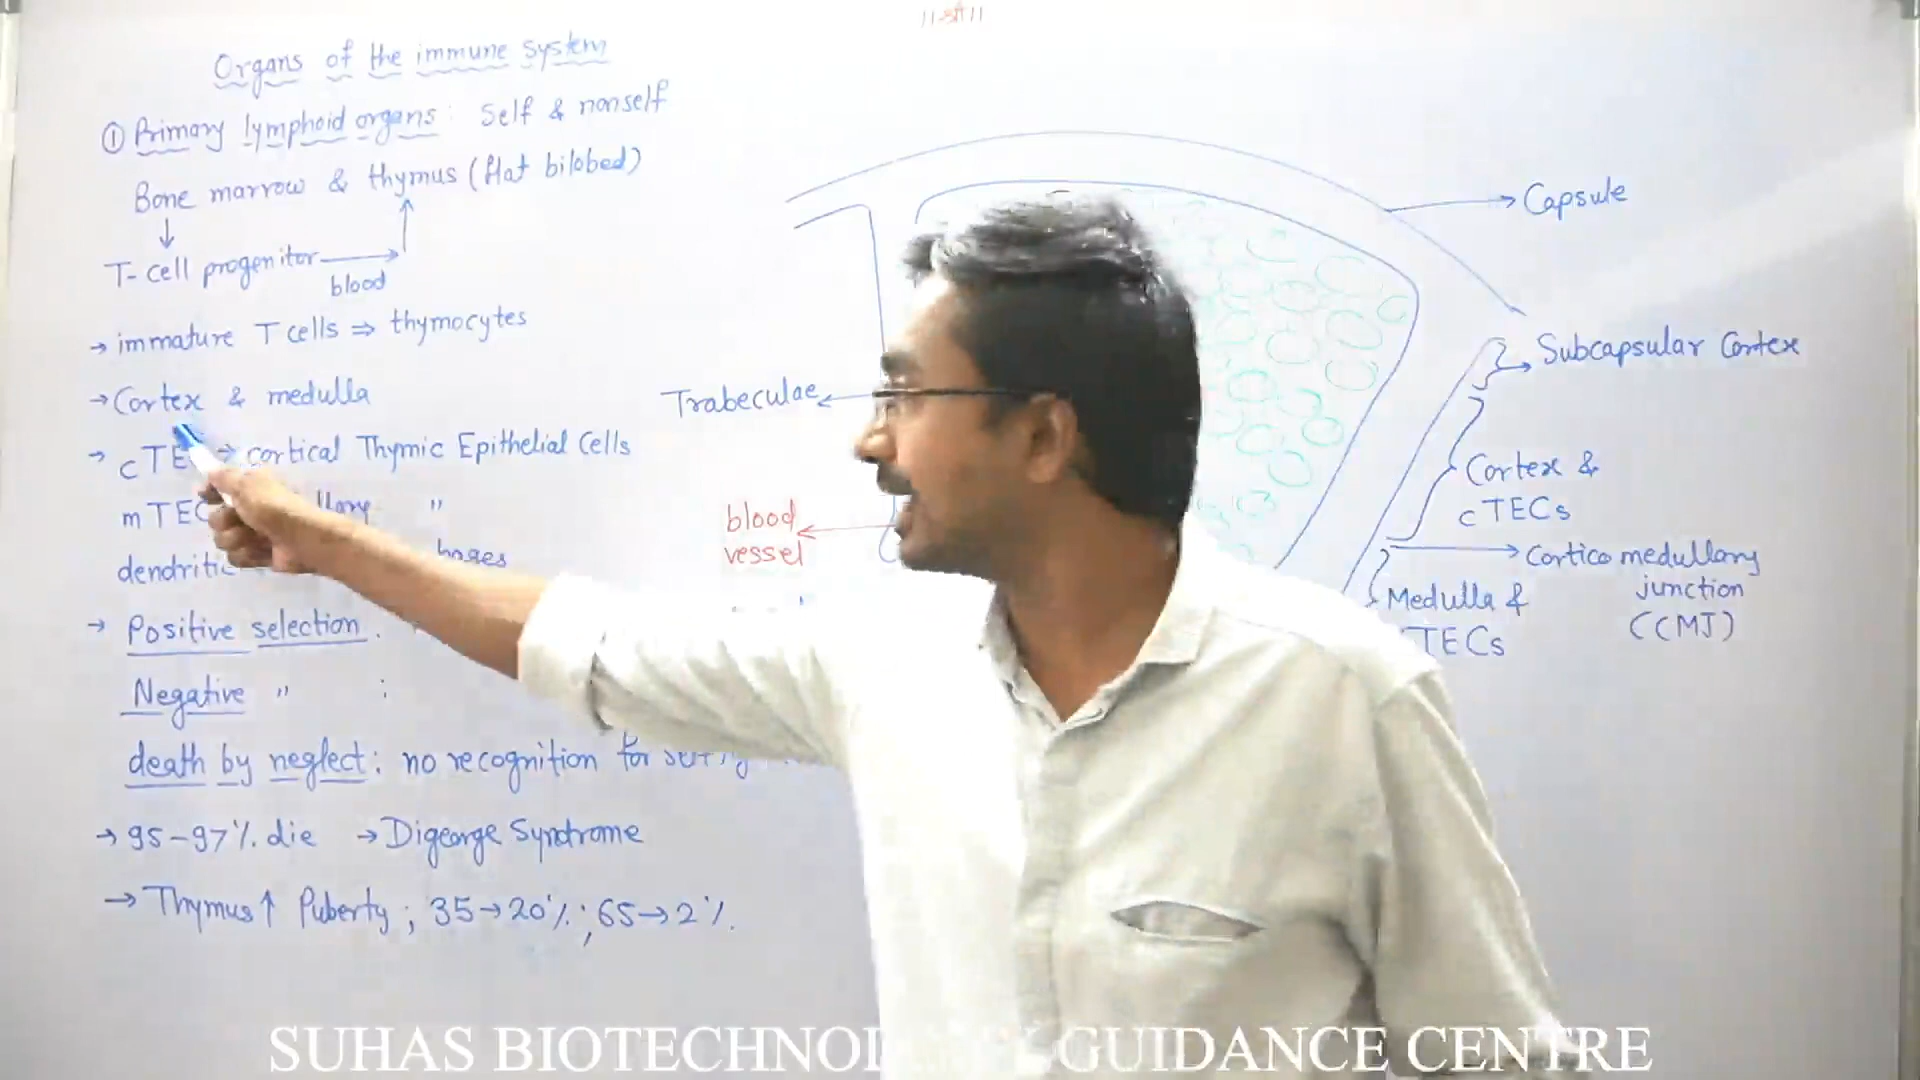 ॥श्री॥
Organs of the immune system
① Primary lymphoid organs : Self & nonself
Bone marrow & thymus (flat bilobed)
T-cell progenitor
blood
→ immature T cells ⇒ thymocytes
→ Cortex & medulla
→ cTE → cortical Thymic Epithelial Cells
mTEC "
dendritic
→ Positive selection :
Negative " :
death by neglect : no recognition for
→ 95-97% die → Digeorge Syndrome
→ Thymus ↑ Puberty ; 35→20% ; 65→2%.
Capsule
Subcapsular Cortex
Trabeculae
Cortex &
cTECs
blood
vessel
Cortico medullary
junction
(CMJ)
Medulla &
TECs
SUHAS BIOTECHNOL GUIDANCE CENTRE